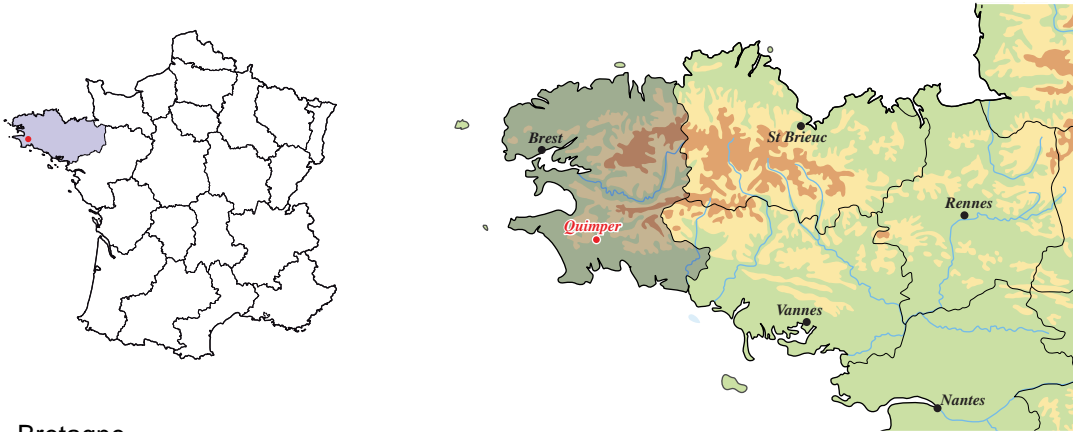 Brest
St Brieuc
Rennes
Quimper
Vannes
Nantes
Bretagne